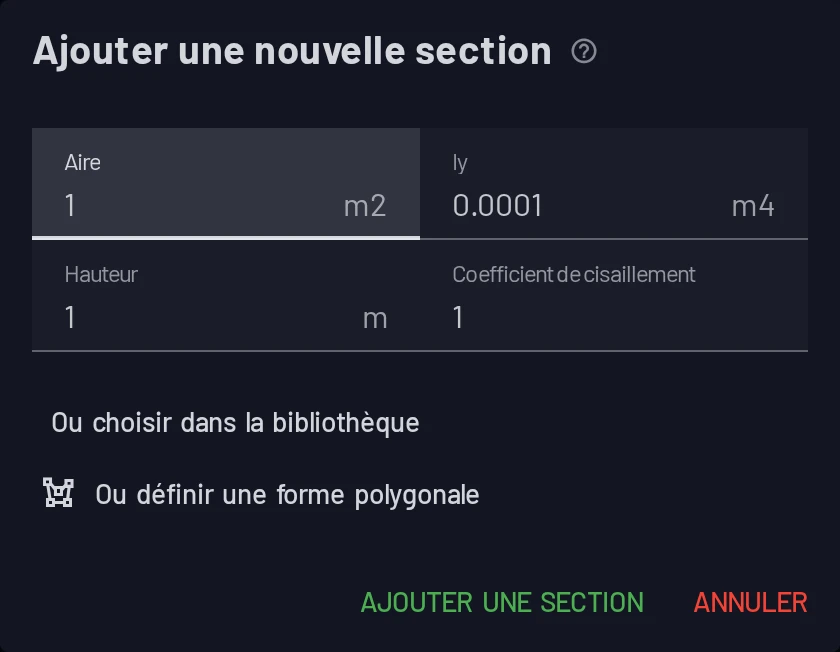 Ajouter une nouvelle section
Aire
1 m2
Iy
0.0001 m4
Hauteur
1 m
Coefficient de cisaillement
1
Ou choisir dans la bibliothèque
Ou définir une forme polygonale
AJOUTER UNE SECTION
ANNULER